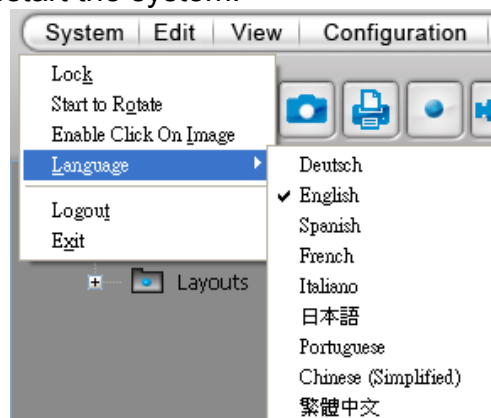 start the system.
System Edit View Configuration
Lock
Start to Rotate
Enable Click On Image
Language
Logout
Exit
Layouts
Deutsch
English
Spanish
French
Italiano
日本語
Portuguese
Chinese (Simplified)
繁體中文